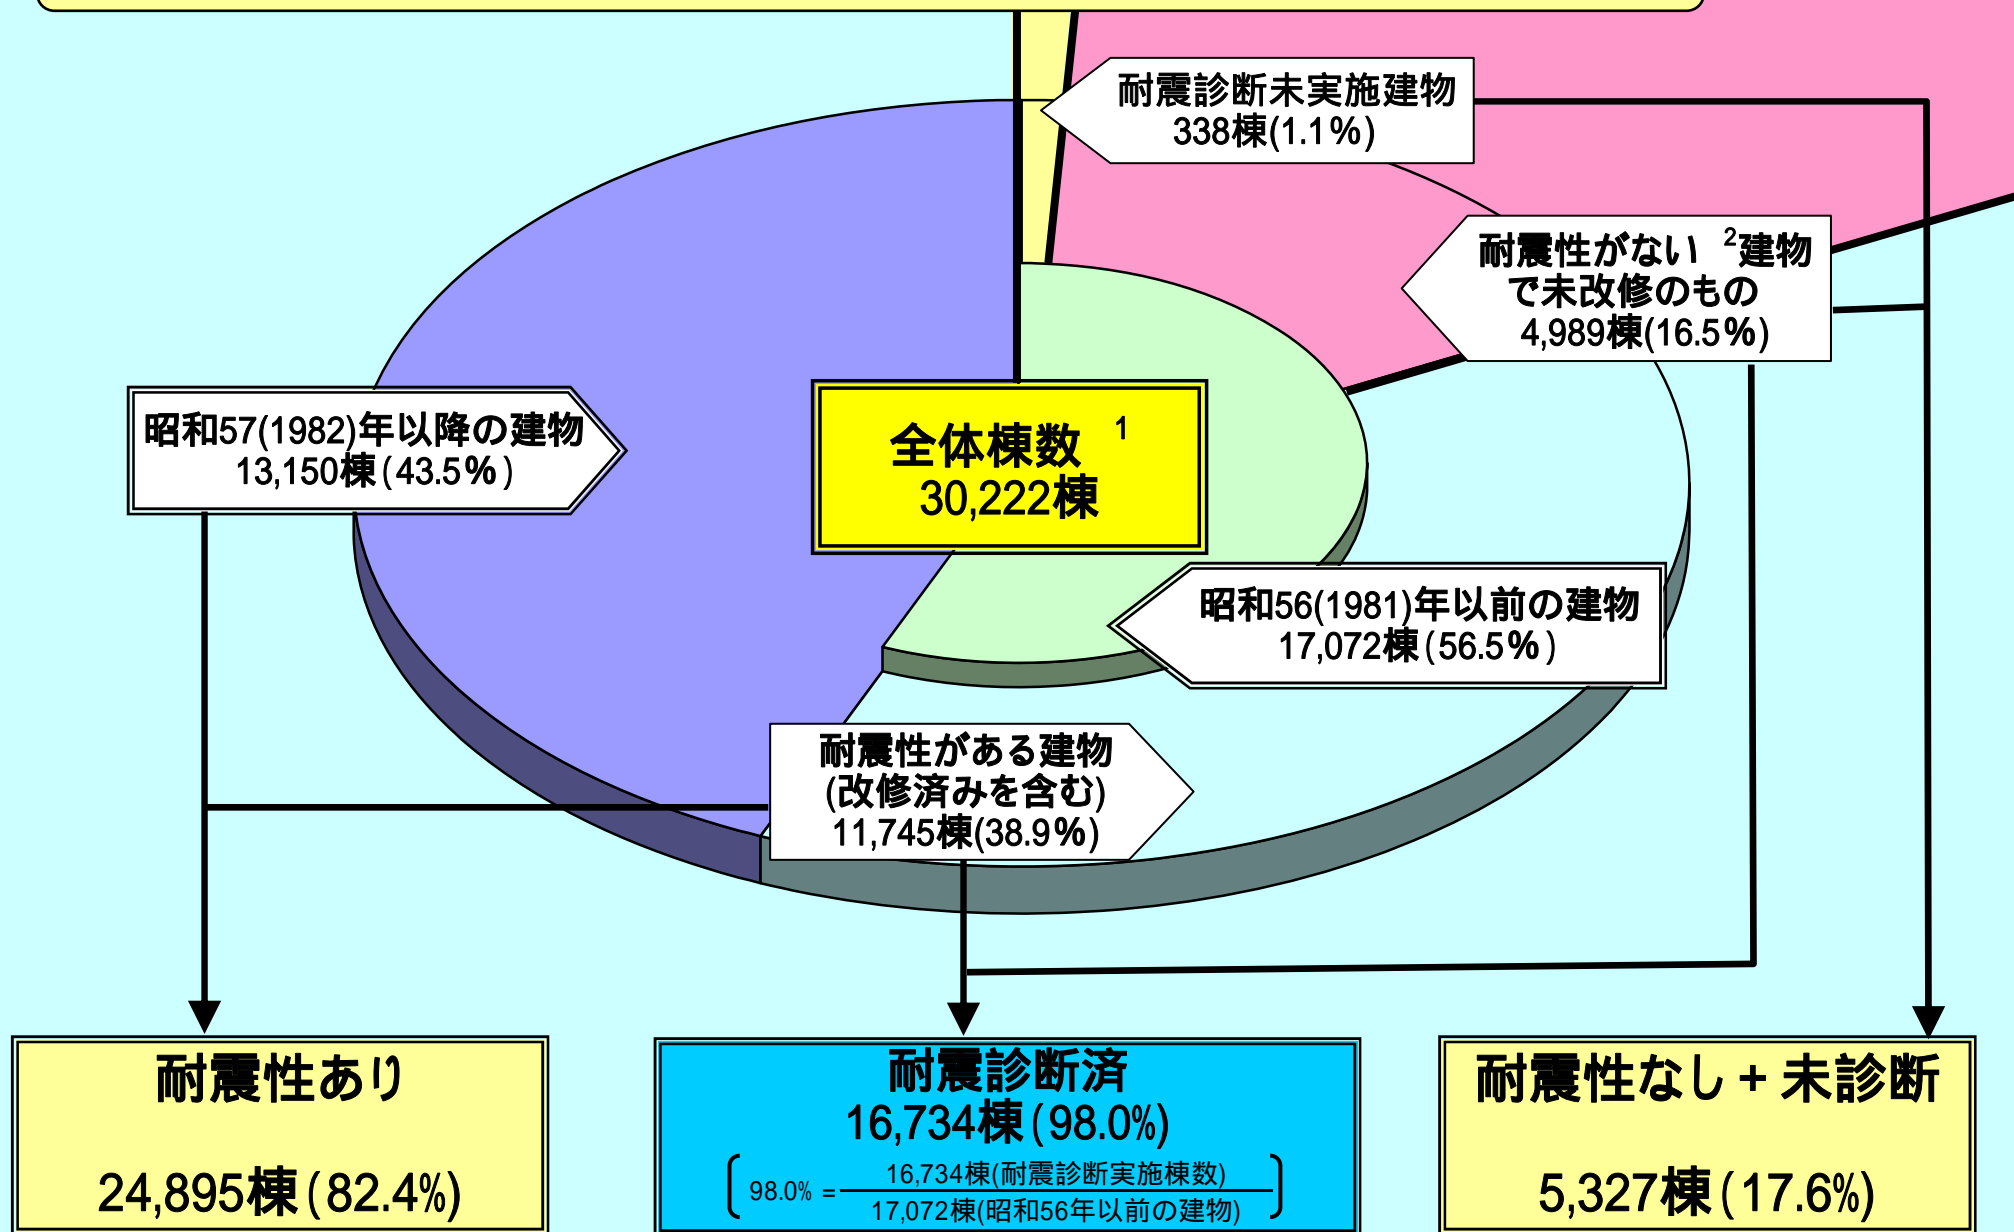 耐震診断未実施建物
338棟(1.1%)
耐震性がない 2建物
で未改修のもの
4,989棟(16.5%)
昭和57(1982)年以降の建物
13,150棟(43.5%)
全体棟数 1
30,222棟
昭和56(1981)年以前の建物
17,072棟(56.5%)
耐震性がある建物
(改修済みを含む)
11,745棟(38.9%)
耐震性あり
24,895棟(82.4%)
耐震診断済
16,734棟(98.0%)
98.0% =
16,734棟(耐震診断実施棟数)
17,072棟(昭和56年以前の建物)
耐震性なし+未診断
5,327棟(17.6%)